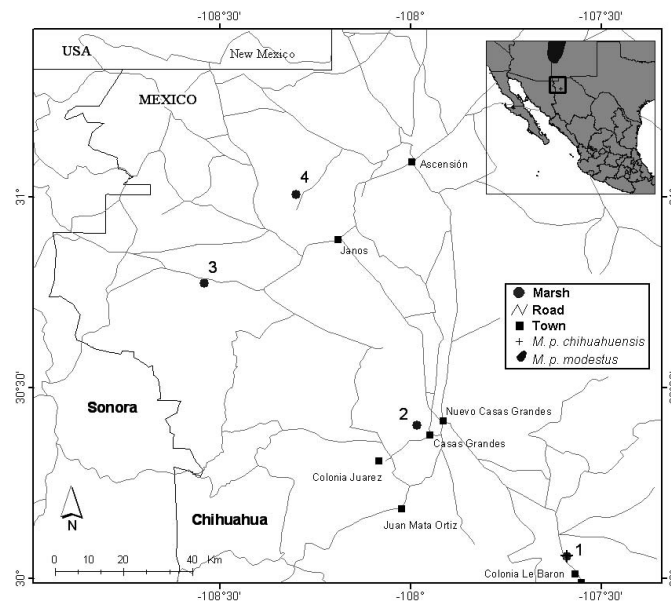 -108°30'
-108°
-107°30'
USA
New Mexico
MEXICO
Ascensión
4
31°
Janos
3
Marsh
Road
Town
M. p. chihuahuensis
M. p. modestus
30°30'
Sonora
2
Nuevo Casas Grandes
Casas Grandes
Colonia Juarez
N
Chihuahua
Juan Mata Ortiz
1
0 10 20 40 Km
Colonia Le Baron
30°
-108°30'
-108°
-107°30'